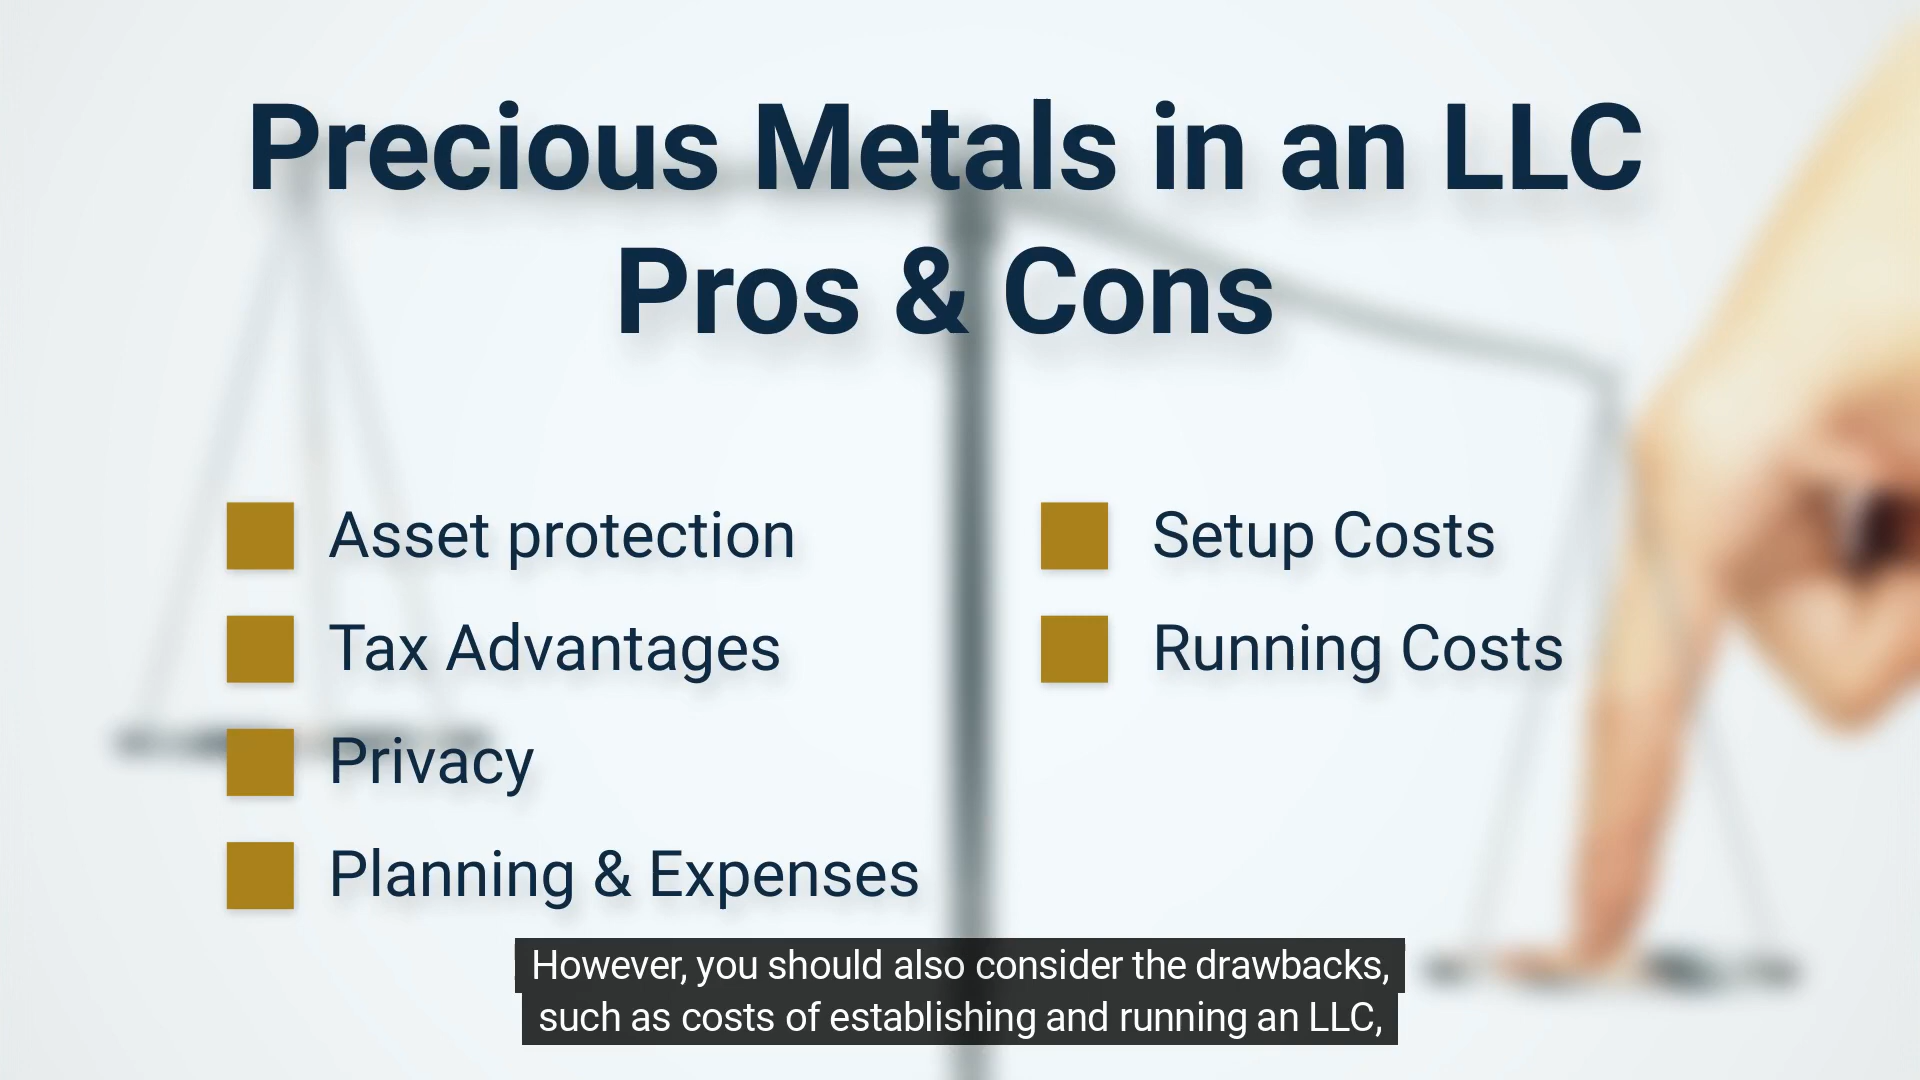 Precious Metals in an LLC
Pros & Cons
Asset protection
Tax Advantages
Privacy
Planning & Expenses
Setup Costs
Running Costs
However, you should also consider the drawbacks,
such as costs of establishing and running an LLC,